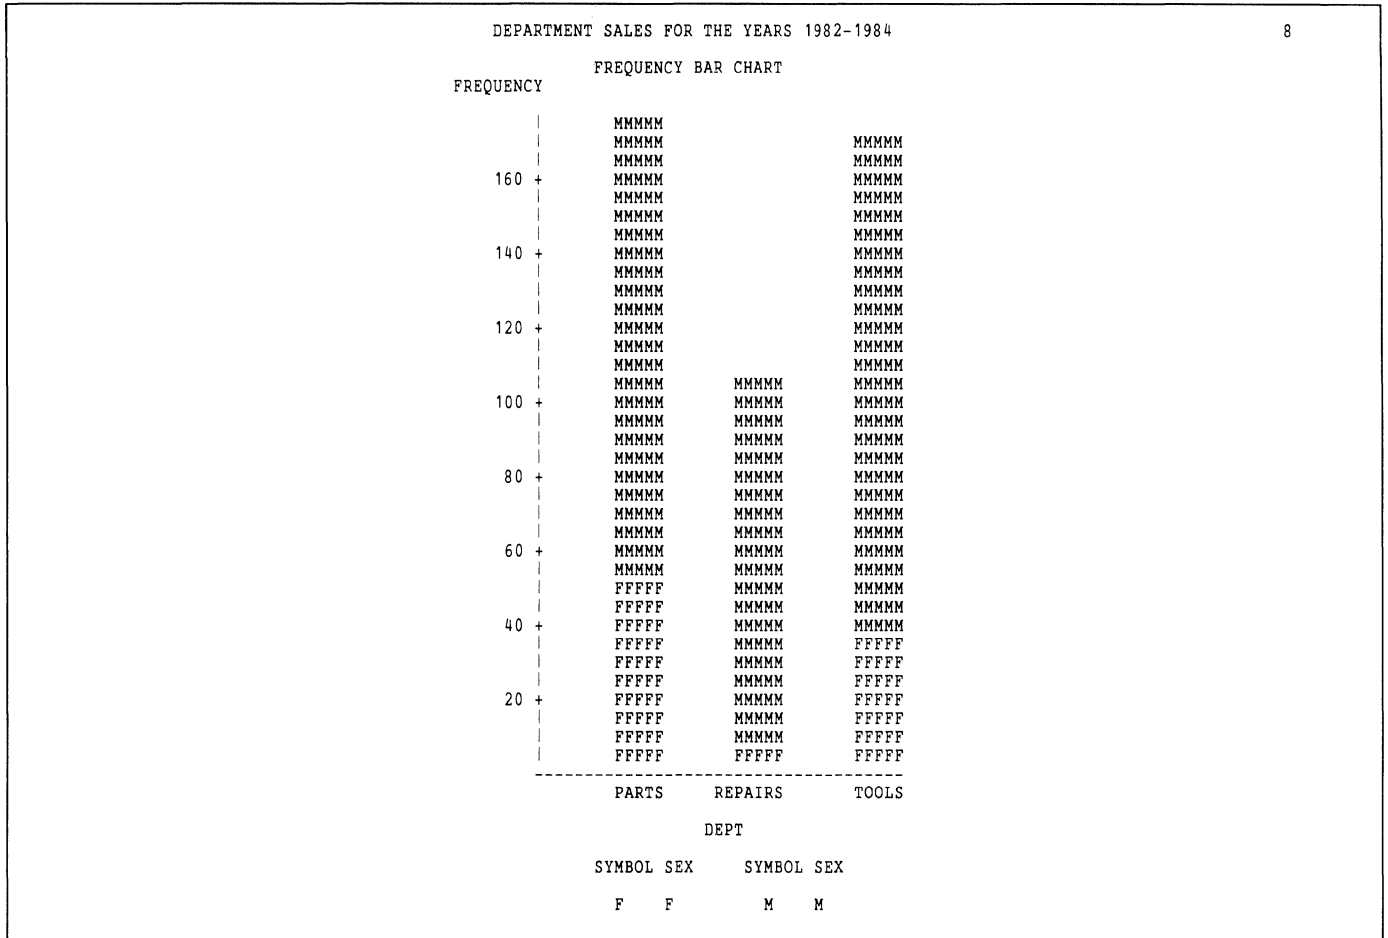 DEPARTMENT SALES FOR THE YEARS 1982-1984 8
FREQUENCY BAR CHART
FREQUENCY
| MMMMM
| MMMMM MMMMM
| MMMMM MMMMM
160 + MMMMM MMMMM
| MMMMM MMMMM
| MMMMM MMMMM
| MMMMM MMMMM
140 + MMMMM MMMMM
| MMMMM MMMMM
| MMMMM MMMMM
| MMMMM MMMMM
120 + MMMMM MMMMM
| MMMMM MMMMM
| MMMMM MMMMM
| MMMMM MMMMM MMMMM
100 + MMMMM MMMMM MMMMM
| MMMMM MMMMM MMMMM
| MMMMM MMMMM MMMMM
| MMMMM MMMMM MMMMM
80 + MMMMM MMMMM MMMMM
| MMMMM MMMMM MMMMM
| MMMMM MMMMM MMMMM
| MMMMM MMMMM MMMMM
60 + MMMMM MMMMM MMMMM
| MMMMM MMMMM MMMMM
| FFFFF MMMMM MMMMM
| FFFFF MMMMM MMMMM
40 + FFFFF MMMMM MMMMM
| FFFFF MMMMM FFFFF
| FFFFF MMMMM FFFFF
| FFFFF MMMMM FFFFF
20 + FFFFF MMMMM FFFFF
| FFFFF MMMMM FFFFF
| FFFFF MMMMM FFFFF
| FFFFF FFFFF FFFFF
-------------------------------------
PARTS REPAIRS TOOLS
DEPT
SYMBOL SEX SYMBOL SEX
F F M M